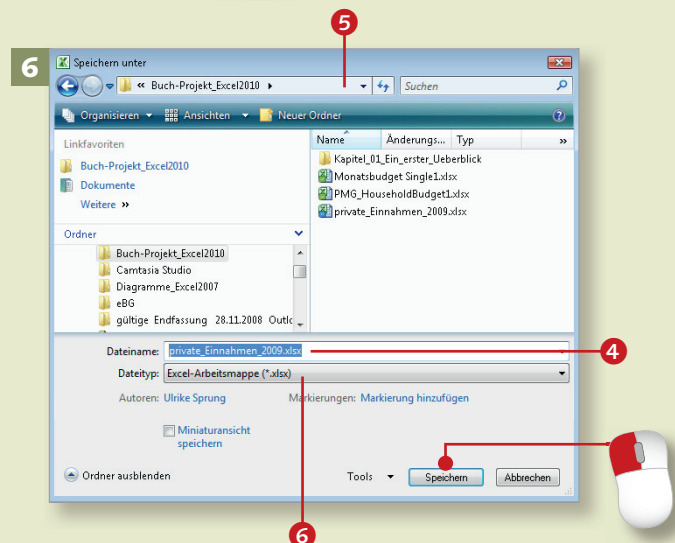 5
6
Speichern unter
« Buch-Projekt_Excel2010
Suchen
Organisieren Ansichten Neuer Ordner
Linkfavoriten
Buch-Projekt_Excel2010
Dokumente
Weitere »
Ordner
Buch-Projekt_Excel2010
Camtasia Studio
Diagramme_Excel2007
eBG
gültige Endfassung 28.11.2008 Outlo
Name Änderungs... Typ »
Kapitel_01_Ein_erster_Ueberblick
Monatsbudget Single1.xlsx
PMG_HouseholdBudget1.xlsx
private_Einnahmen_2009.xlsx
Dateiname: private_Einnahmen_2009.xlsx
4
Dateityp: Excel-Arbeitsmappe (*.xlsx)
Autoren: Ulrike Sprung Markierungen: Markierung hinzufügen
Miniaturansicht
speichern
Ordner ausblenden Tools Speichern Abbrechen
6